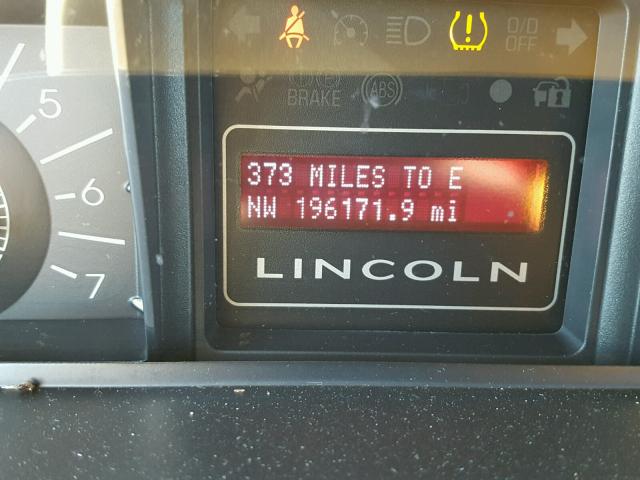 O/D
OFF
BRAKE
ABS
373 MILES TO E
NW 196171.9 mi
LINCOLN
5
6
7